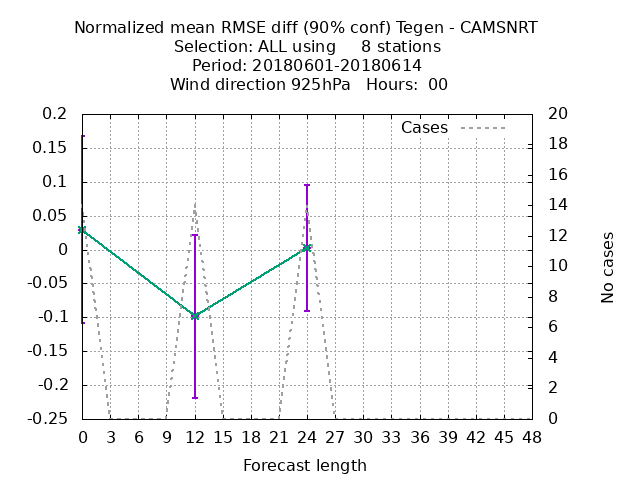 Normalized mean RMSE diff (90% conf) Tegen - CAMSNRT
Selection: ALL using 8 stations
Period: 20180601-20180614
Wind direction 925hPa Hours: 00
Cases
0.2
0.15
0.1
0.05
0
-0.05
-0.1
-0.15
-0.2
-0.25
20
18
16
14
12
10
8
6
4
2
0
No cases
0 3 6 9 12 15 18 21 24 27 30 33 36 39 42 45 48
Forecast length